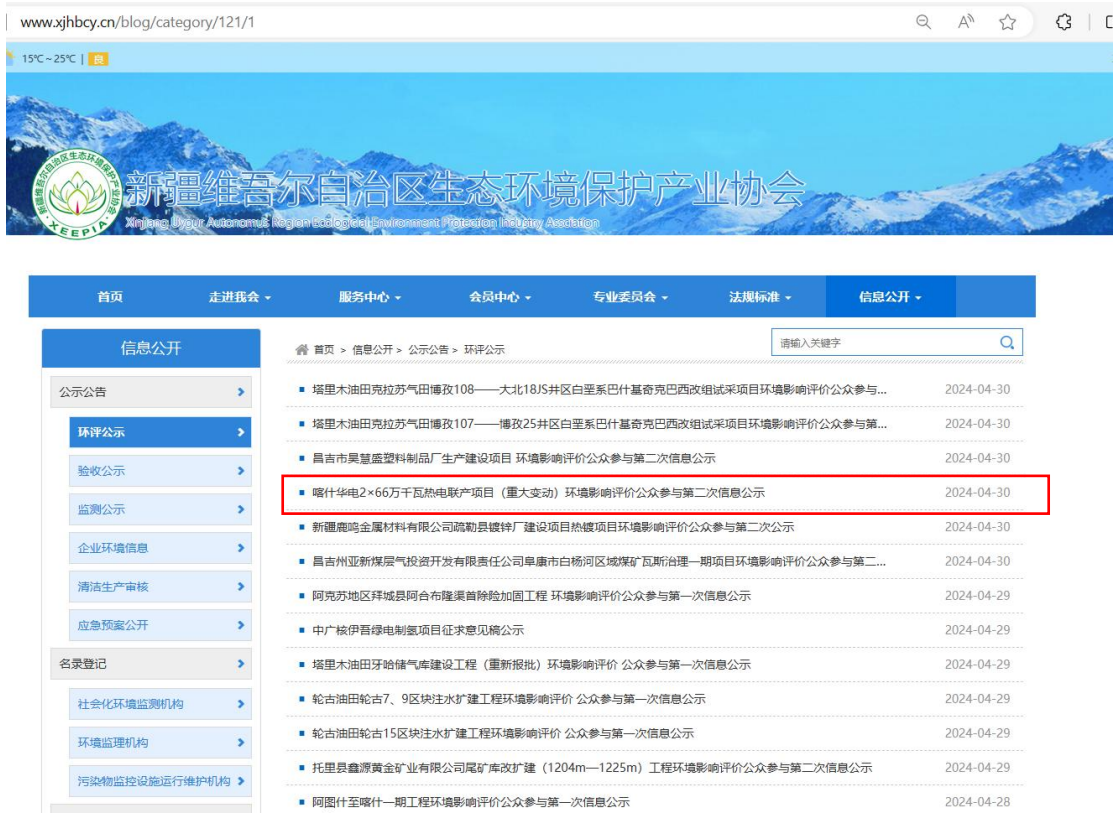 www.xjhbcy.cn/blog/category/121/1
15℃~25℃ | 良
新疆维吾尔自治区生态环境保护产业协会
XEEPIA
首页 走进我会 服务中心 会员中心 专业委员会 法规标准 信息公开
信息公开
首页 > 信息公开 > 公示公告 > 环评公示
请输入关键字
公示公告
环评公示
验收公示
监测公示
企业环境信息
清洁生产审核
应急预案公开
名录登记
社会化环境监测机构
环境监理机构
污染物监控设施运行维护机构
塔里木油田克拉苏气田博孜108——大北18JS井区白垩系巴什基奇克巴西改组试采项目环境影响评价公众参与... 2024-04-30
塔里木油田克拉苏气田博孜107——博孜25井区白垩系巴什基奇克巴西改组试采项目环境影响评价公众参与第... 2024-04-30
昌吉市昊慧盛塑料制品厂生产建设项目 环境影响评价公众参与第二次信息公示 2024-04-30
喀什华电2×66万千瓦热电联产项目（重大变动）环境影响评价公众参与第二次信息公示 2024-04-30
新疆鹿鸣金属材料有限公司疏勒县镀锌厂建设项目热镀项目环境影响评价公众参与第二次公示 2024-04-30
昌吉州亚新煤层气投资开发有限责任公司阜康市白杨河区域煤矿瓦斯治理一期项目环境影响评价公众参与第二... 2024-04-30
阿克苏地区拜城县阿合布隆渠首除险加固工程 环境影响评价公众参与第一次信息公示 2024-04-29
中广核伊吾绿电制氢项目征求意见稿公示 2024-04-29
塔里木油田牙哈储气库建设工程（重新报批）环境影响评价 公众参与第一次信息公示 2024-04-29
轮古油田轮古7、9区块注水扩建工程环境影响评价 公众参与第一次信息公示 2024-04-29
轮古油田轮古15区块注水扩建工程环境影响评价 公众参与第一次信息公示 2024-04-29
托里县鑫源黄金矿业有限公司尾矿库改扩建（1204m—1225m）工程环境影响评价公众参与第二次信息公示 2024-04-29
阿图什至喀什一期工程环境影响评价公众参与第一次信息公示 2024-04-28